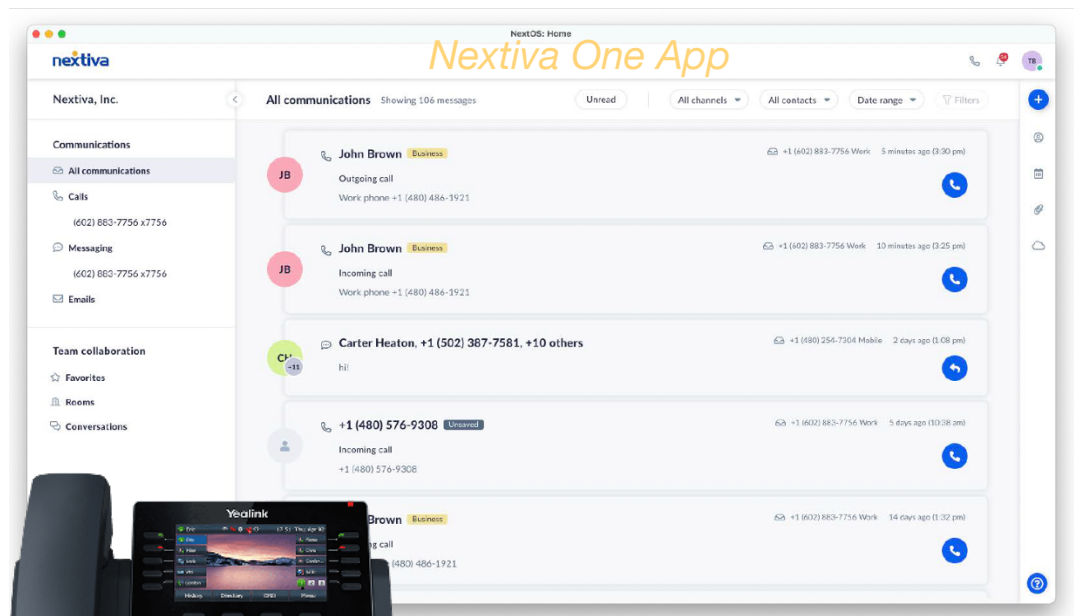 NextOS: Home
Nextiva One App
nextiva
TB
Nextiva, Inc.
All communications Showing 106 messages
Unread
All channels
All contacts
Date range
Filters
Communications
All communications
Calls
(602) 883-7756 x7756
Messaging
(602) 883-7756 x7756
Emails
Team collaboration
Favorites
Rooms
Conversations
JB
John Brown Business
+1 (602) 883-7756 Work 5 minutes ago (3:30 pm)
Outgoing call
Work phone +1 (480) 486-1921
JB
John Brown Business
+1 (602) 883-7756 Work 10 minutes ago (3:25 pm)
Incoming call
Work phone +1 (480) 486-1921
CH
+11
Carter Heaton, +1 (502) 387-7581, +10 others
+1 (480) 254-7304 Mobile 2 days ago (1:08 pm)
hi!
+1 (480) 576-9308 Unsaved
+1 (602) 883-7756 Work 5 days ago (10:38 am)
Incoming call
+1 (480) 576-9308
Brown Business
+1 (602) 883-7756 Work 14 days ago (1:32 pm)
call
(480) 486-1921
Yealink
History Directory DND Menu